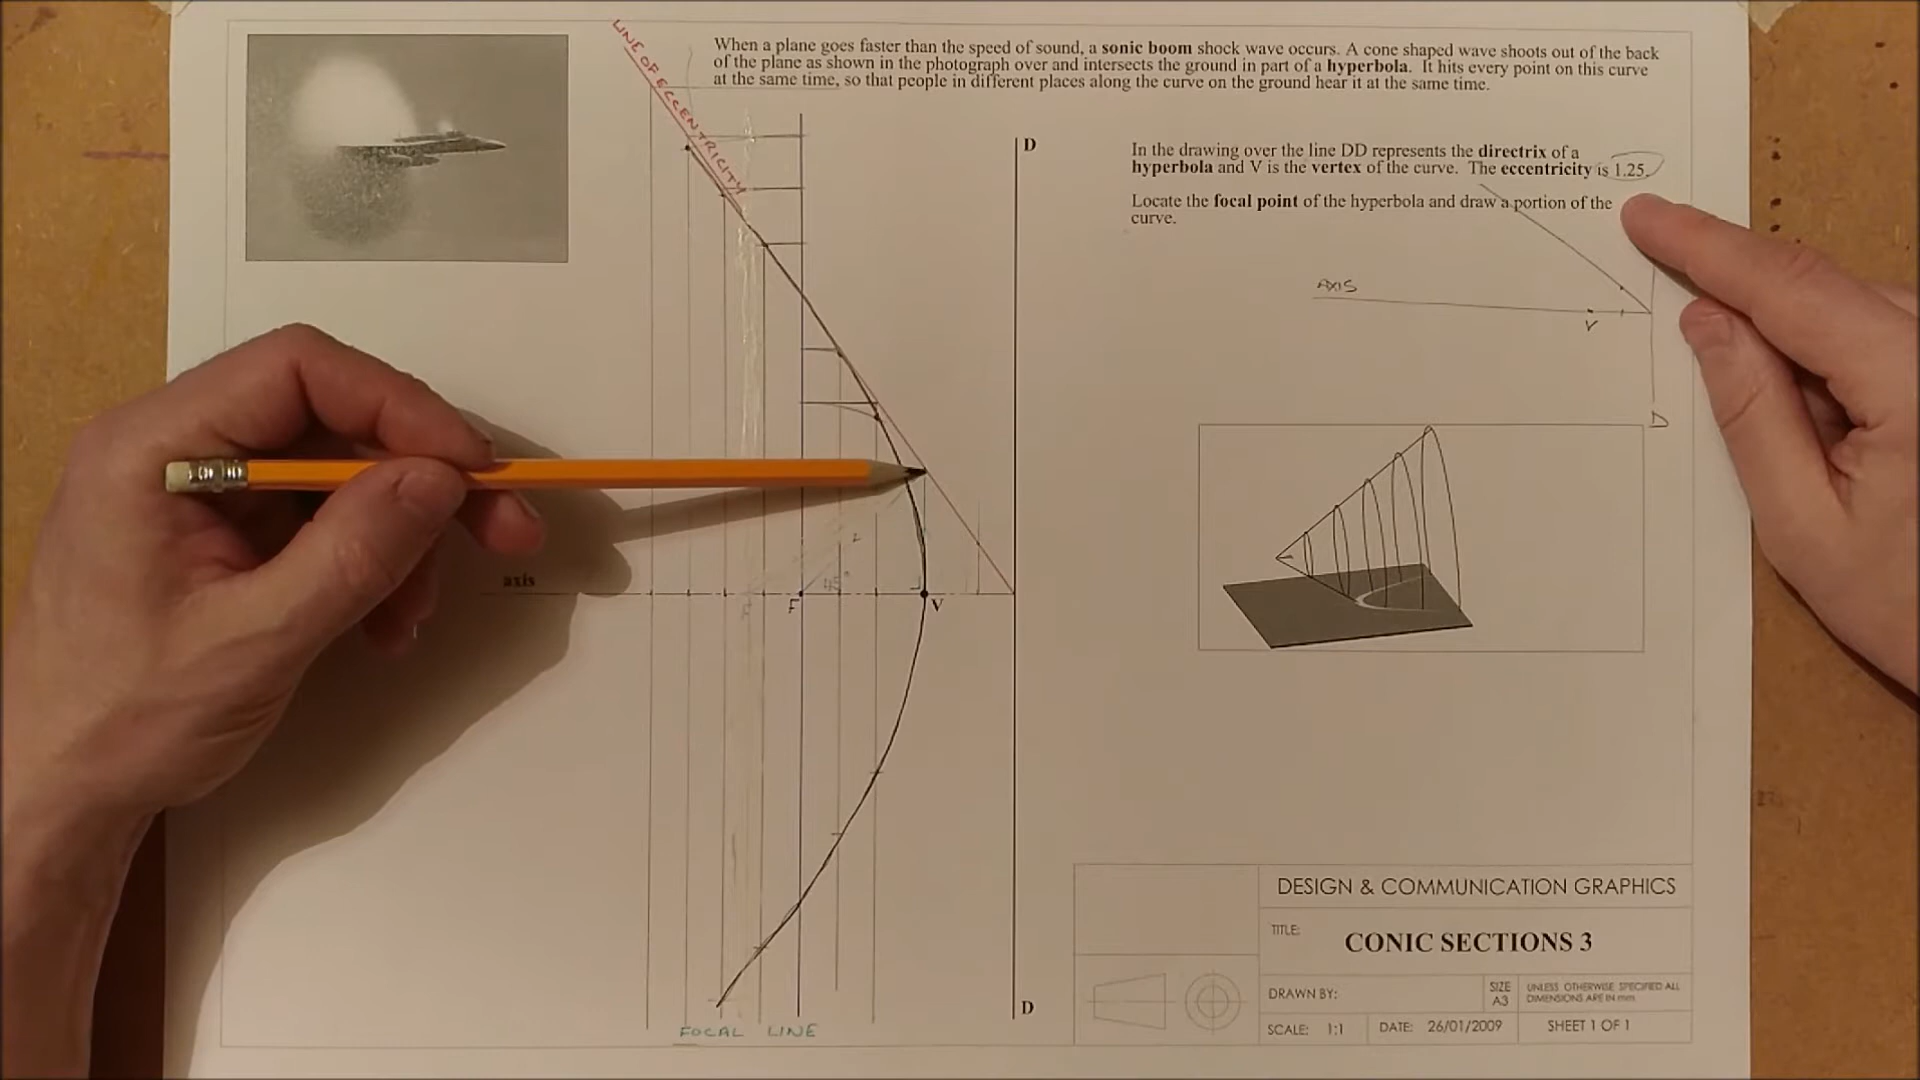 LINE OF ECCENTRICITY
When a plane goes faster than the speed of sound, a sonic boom shock wave occurs. A cone shaped wave shoots out of the back
of the plane as shown in the photograph over and intersects the ground in part of a hyperbola. It hits every point on this curve
at the same time, so that people in different places along the curve on the ground hear it at the same time.
D
In the drawing over the line DD represents the directrix of a
hyperbola and V is the vertex of the curve. The eccentricity is 1.25.
Locate the focal point of the hyperbola and draw a portion of the
curve.
AXIS
V
D
45°
axis
F
V
D
FOCAL LINE
DESIGN & COMMUNICATION GRAPHICS
TITLE:
CONIC SECTIONS 3
DRAWN BY:
SIZE
A3
UNLESS OTHERWISE SPECIFIED ALL
DIMENSIONS ARE IN mm
SCALE: 1:1
DATE: 26/01/2009
SHEET 1 OF 1